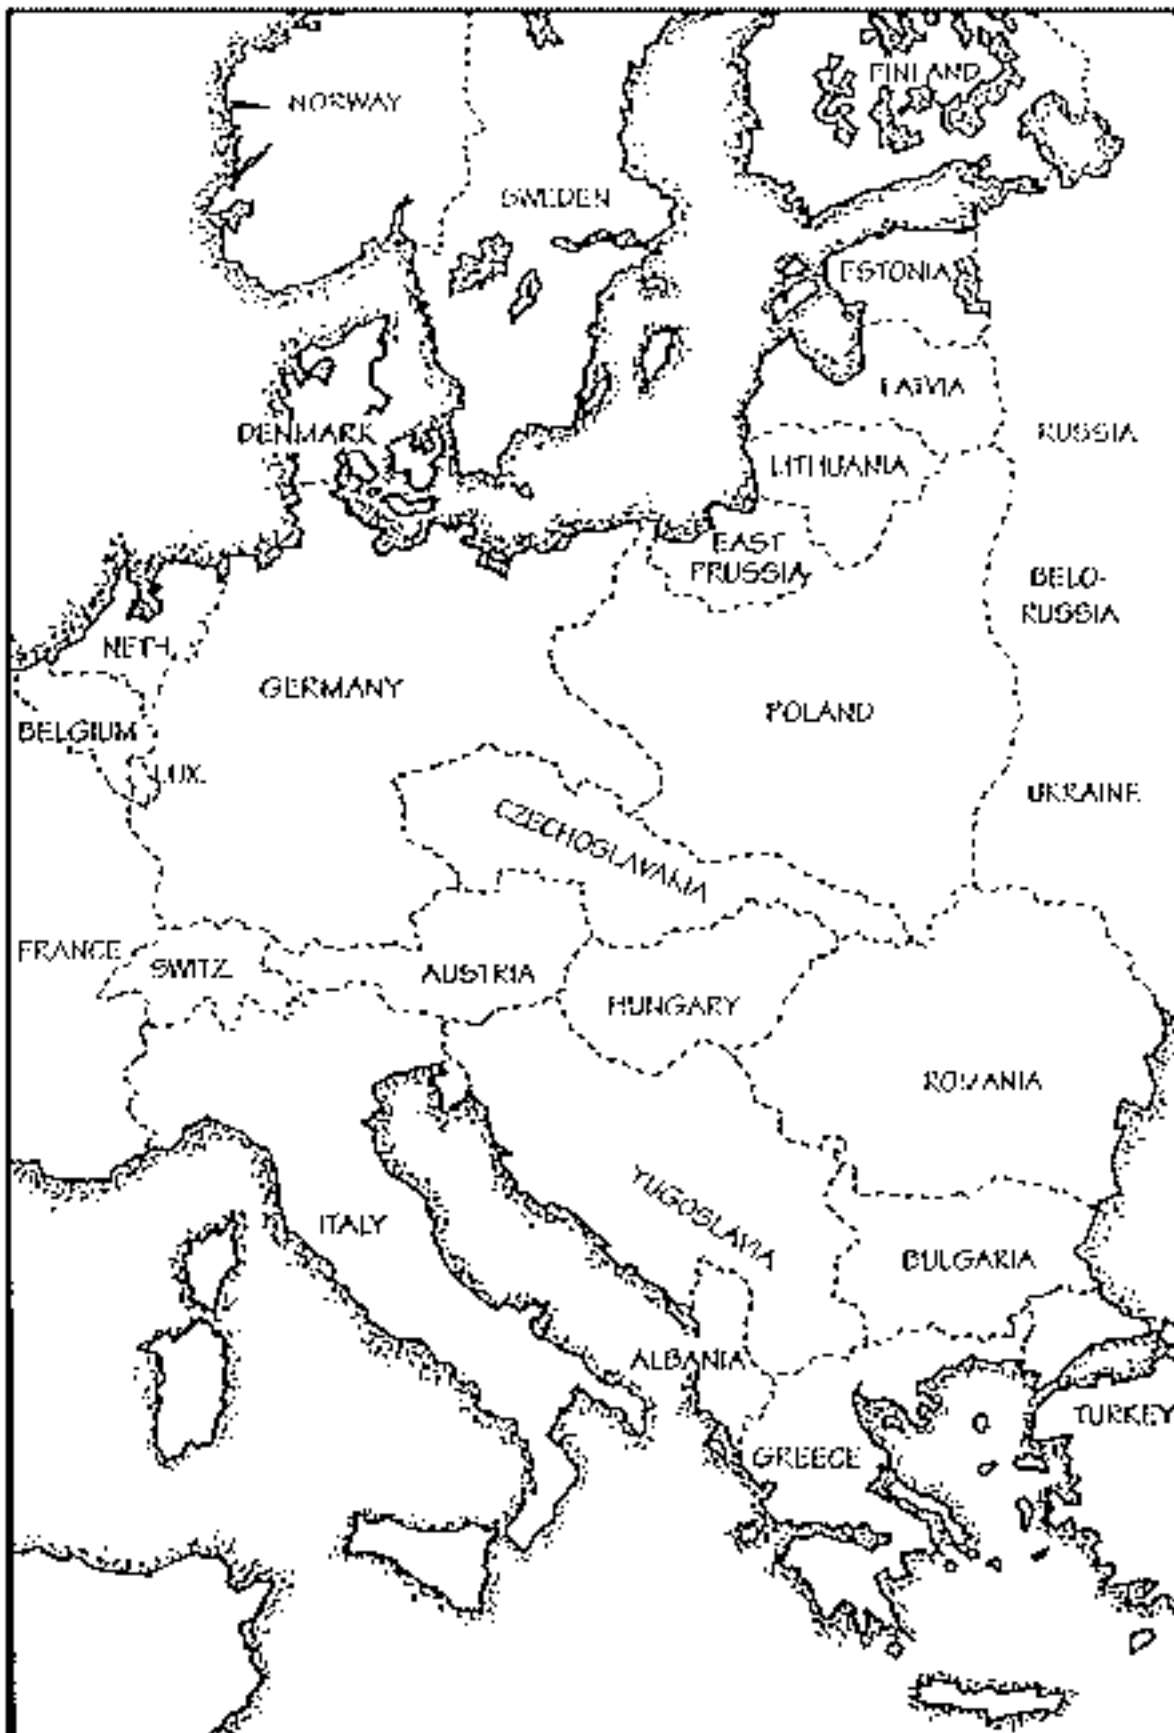 FINLAND
NORWAY
SWEDEN
ESTONIA
LATVIA
DENMARK
RUSSIA
LITHUANIA
EAST
PRUSSIA
BELO-
RUSSIA
NETH.
GERMANY
POLAND
BELGIUM
LUX.
UKRAINE
CZECHOSLAVAKIA
FRANCE
SWITZ.
AUSTRIA
HUNGARY
ROMANIA
YUGOSLAVIA
ITALY
BULGARIA
ALBANIA
TURKEY
GREECE